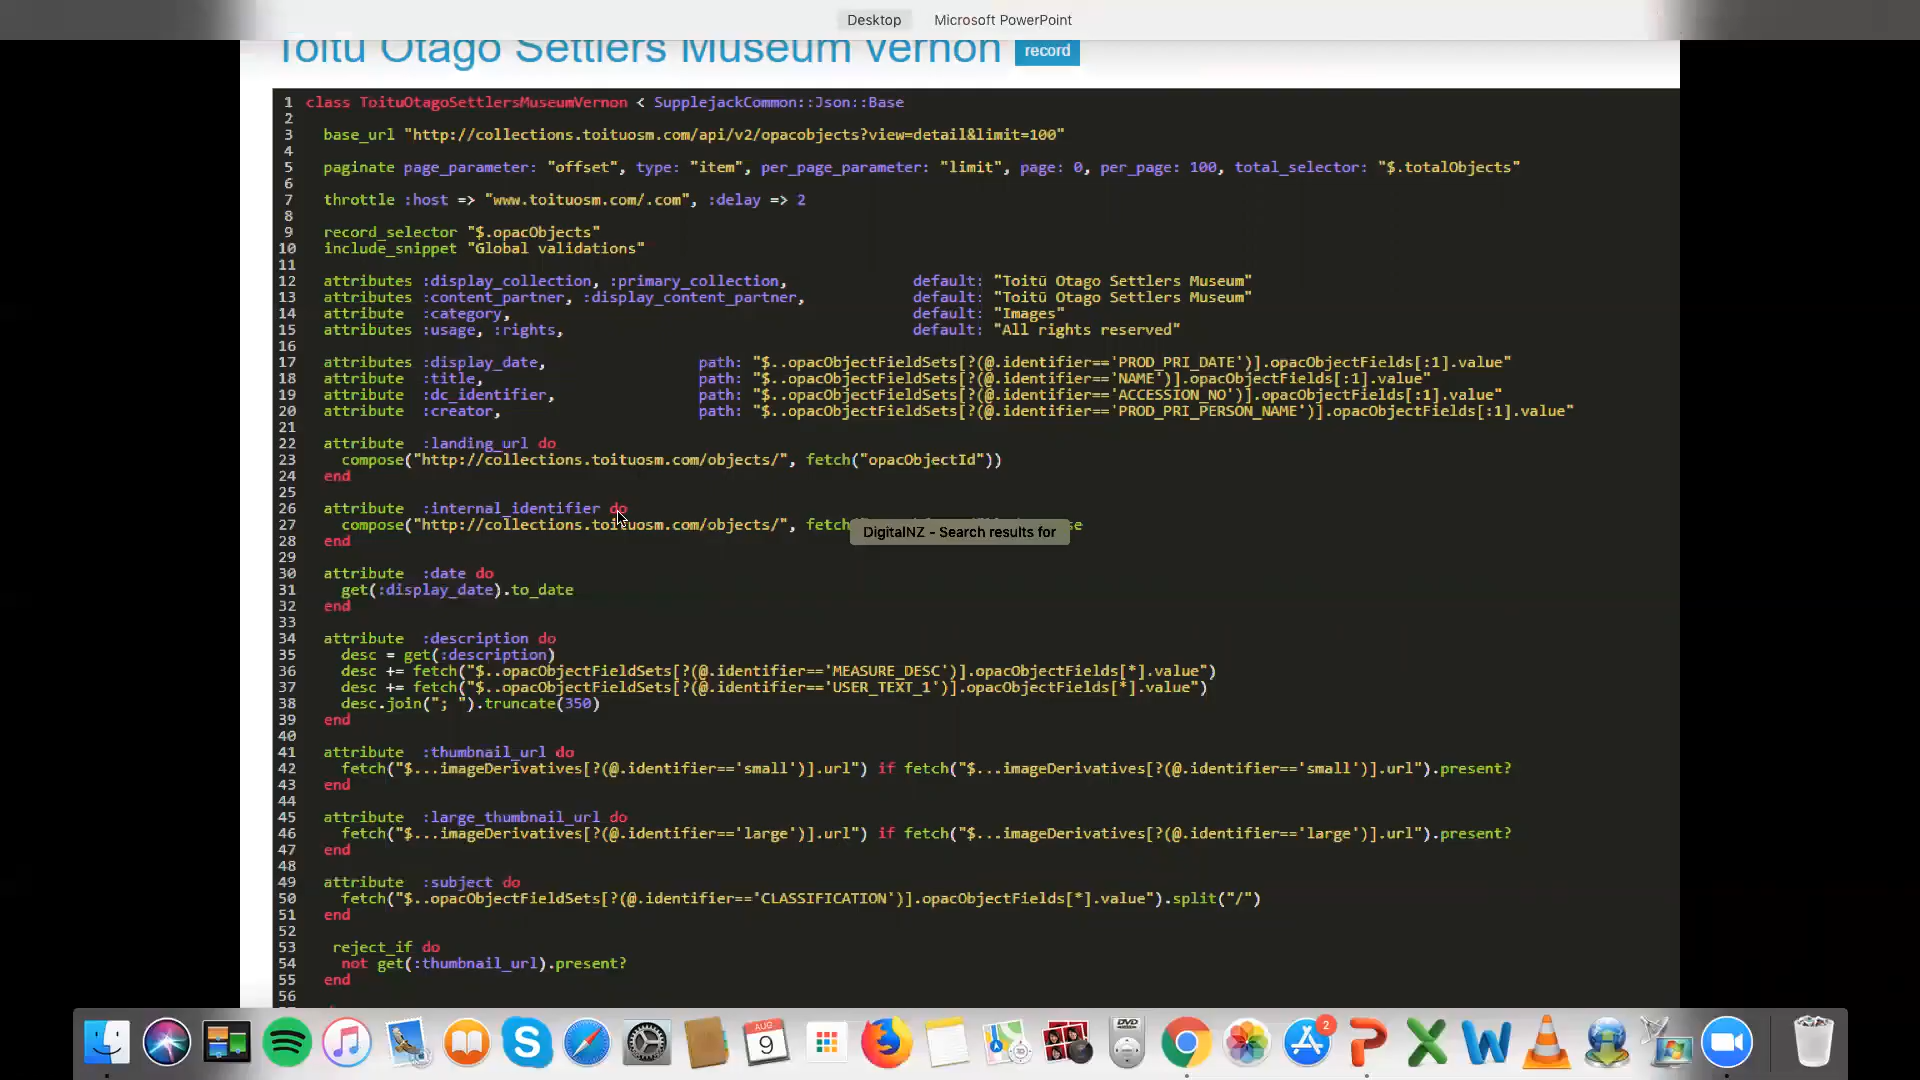 Desktop Microsoft PowerPoint
Toitū Otago Settlers Museum Vernon record
1 class ToituOtagoSettlersMuseumVernon < SupplejackCommon::Json::Base
2
3 base_url "http://collections.toituosm.com/api/v2/opacobjects?view=detail&limit=100"
4
5 paginate page_parameter: "offset", type: "item", per_page_parameter: "limit", page: 0, per_page: 100, total_selector: "$.totalObjects"
6
7 throttle :host => "www.toituosm.com/.com", :delay => 2
8
9 record_selector "$.opacObjects"
10 include_snippet "Global validations"
11
12 attributes :display_collection, :primary_collection, default: "Toitū Otago Settlers Museum"
13 attributes :content_partner, :display_content_partner, default: "Toitū Otago Settlers Museum"
14 attribute :category, default: "Images"
15 attributes :usage, :rights, default: "All rights reserved"
16
17 attributes :display_date, path: "$..opacObjectFieldSets[?(@.identifier=='PROD_PRI_DATE')].opacObjectFields[:1].value"
18 attribute :title, path: "$..opacObjectFieldSets[?(@.identifier=='NAME')].opacObjectFields[:1].value"
19 attribute :dc_identifier, path: "$..opacObjectFieldSets[?(@.identifier=='ACCESSION_NO')].opacObjectFields[:1].value"
20 attribute :creator, path: "$..opacObjectFieldSets[?(@.identifier=='PROD_PRI_PERSON_NAME')].opacObjectFields[:1].value"
21
22 attribute :landing_url do
23 compose("http://collections.toituosm.com/objects/", fetch("opacObjectId"))
24 end
25
26 attribute :internal_identifier do
27 compose("http://collections.toituosm.com/objects/", fetch
DigitalNZ - Search results for
28 end
29
30 attribute :date do
31 get(:display_date).to_date
32 end
33
34 attribute :description do
35 desc = get(:description)
36 desc += fetch("$..opacObjectFieldSets[?(@.identifier=='MEASURE_DESC')].opacObjectFields[*].value")
37 desc += fetch("$..opacObjectFieldSets[?(@.identifier=='USER_TEXT_1')].opacObjectFields[*].value")
38 desc.join("; ").truncate(350)
39 end
40
41 attribute :thumbnail_url do
42 fetch("$...imageDerivatives[?(@.identifier=='small')].url") if fetch("$...imageDerivatives[?(@.identifier=='small')].url").present?
43 end
44
45 attribute :large_thumbnail_url do
46 fetch("$...imageDerivatives[?(@.identifier=='large')].url") if fetch("$...imageDerivatives[?(@.identifier=='large')].url").present?
47 end
48
49 attribute :subject do
50 fetch("$..opacObjectFieldSets[?(@.identifier=='CLASSIFICATION')].opacObjectFields[*].value").split("/")
51 end
52
53 reject_if do
54 not get(:thumbnail_url).present?
55 end
56
AUG
9
DVD
2